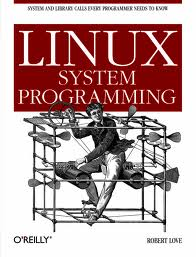 SYSTEM AND LIBRARY CALLS EVERY PROGRAMMER NEEDS TO KNOW
LINUX
SYSTEM
PROGRAMMING
O'REILLY®
ROBERT LOVE